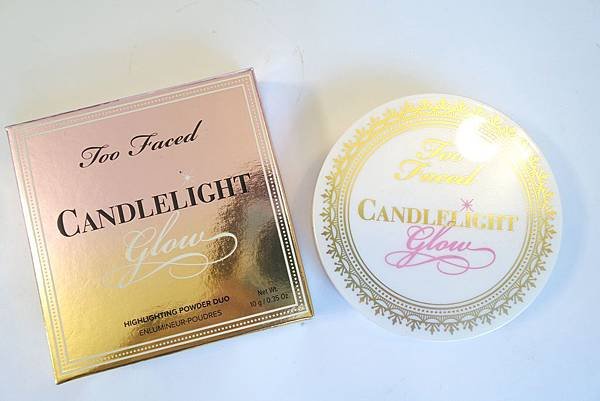 Too Faced
CANDLELIGHT
Glow
HIGHLIGHTING POWDER DUO
ENLUMINEUR-POUDRES
Net Wt.
10 g / 0.35 Oz
Too
Faced
CANDLELIGHT
Glow